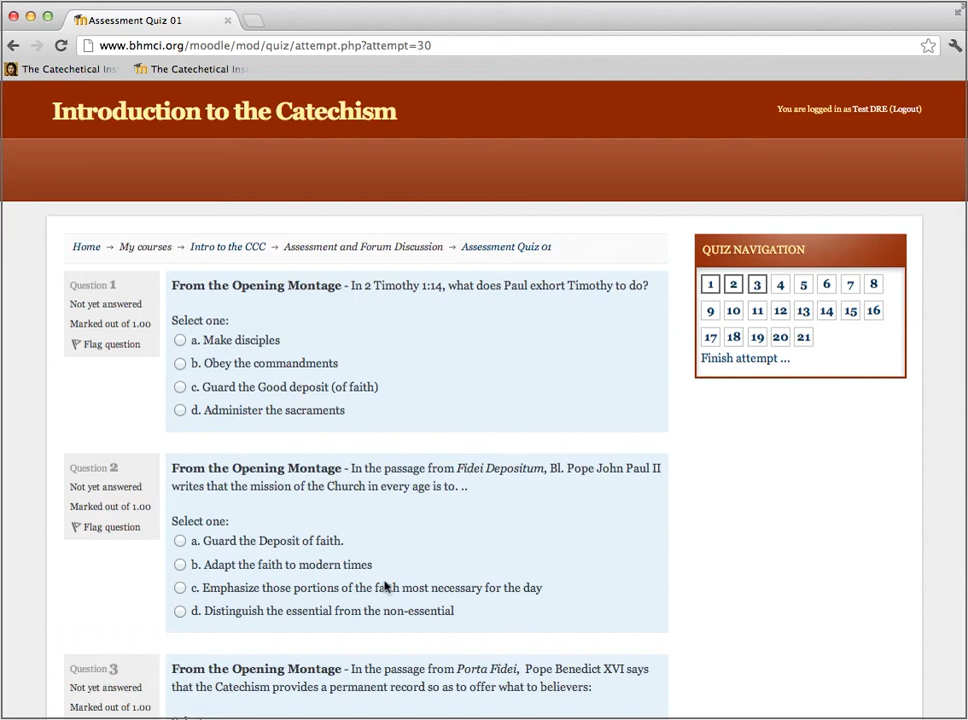 Assessment Quiz 01
www.bhmci.org/moodle/mod/quiz/attempt.php?attempt=30
The Catechetical Ins The Catechetical Ins
Introduction to the Catechism
You are logged in as Test DRE (Logout)
Home → My courses → Intro to the CCC → Assessment and Forum Discussion → Assessment Quiz 01
QUIZ NAVIGATION
1 2 3 4 5 6 7 8
9 10 11 12 13 14 15 16
17 18 19 20 21
Finish attempt ...
Question 1
Not yet answered
Marked out of 1.00
Flag question
From the Opening Montage - In 2 Timothy 1:14, what does Paul exhort Timothy to do?
Select one:
a. Make disciples
b. Obey the commandments
c. Guard the Good deposit (of faith)
d. Administer the sacraments
Question 2
Not yet answered
Marked out of 1.00
Flag question
From the Opening Montage - In the passage from Fidei Depositum, Bl. Pope John Paul II
writes that the mission of the Church in every age is to. ..
Select one:
a. Guard the Deposit of faith.
b. Adapt the faith to modern times
c. Emphasize those portions of the faith most necessary for the day
d. Distinguish the essential from the non-essential
Question 3
Not yet answered
Marked out of 1.00
From the Opening Montage - In the passage from Porta Fidei, Pope Benedict XVI says
that the Catechism provides a permanent record so as to offer what to believers: